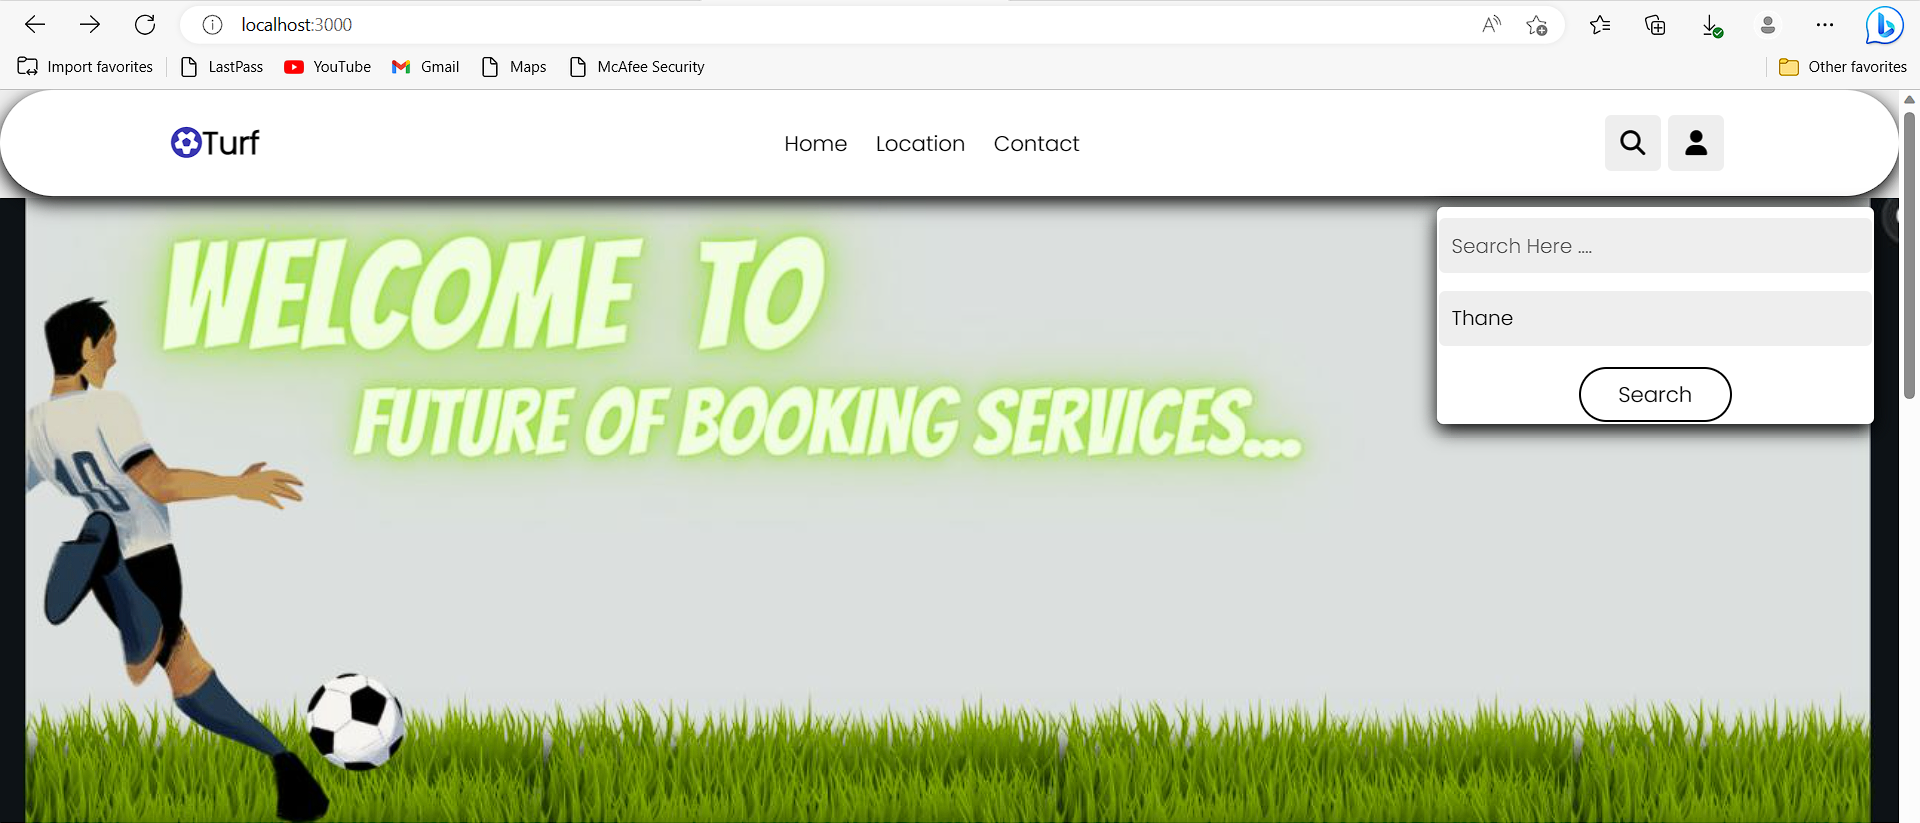 localhost:3000
Import favorites LastPass YouTube Gmail Maps McAfee Security Other favorites
Turf Home Location Contact
WELCOME TO
FUTURE OF BOOKING SERVICES...
10
Search Here ....
Thane
Search